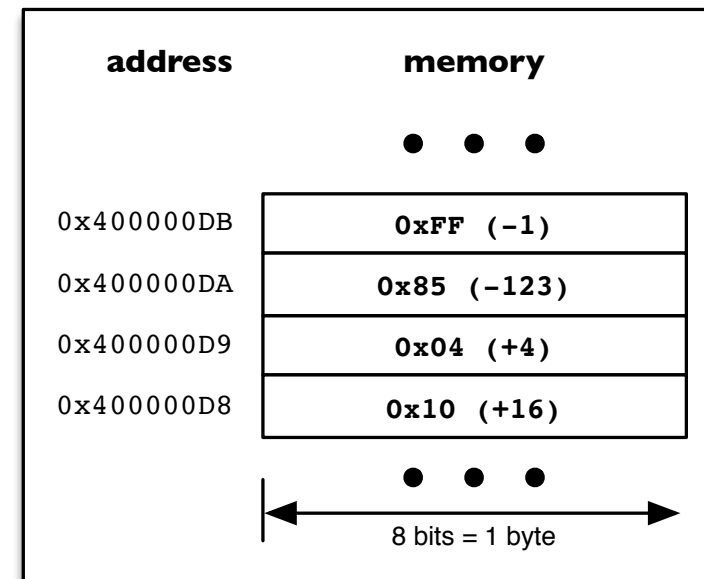 address memory
0x400000DB 0xFF (-1)
0x400000DA 0x85 (-123)
0x400000D9 0x04 (+4)
0x400000D8 0x10 (+16)
8 bits = 1 byte